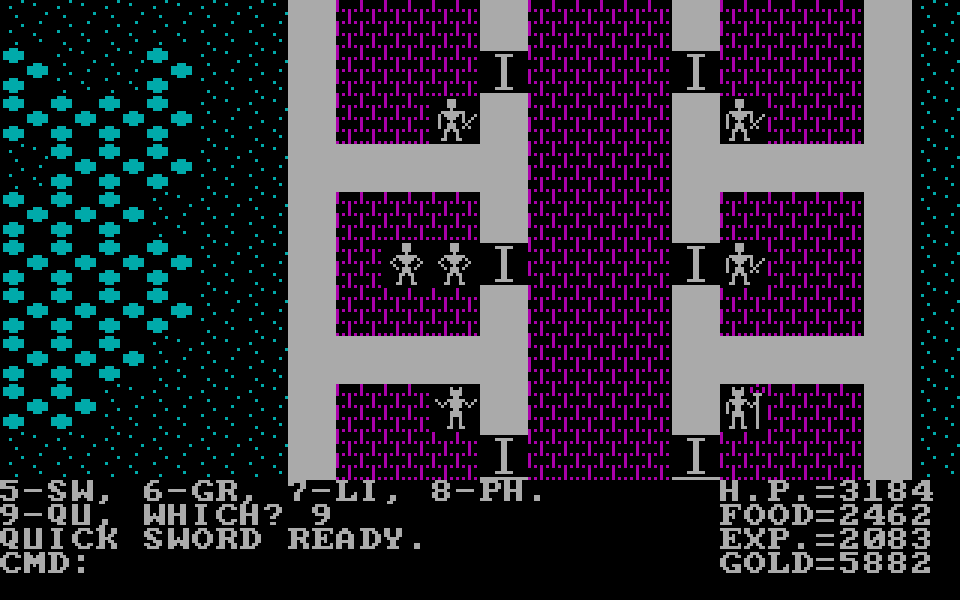 5-SW, 6-GR, 7-LI, 8-PH.
9-QU, WHICH? 9
QUICK SWORD READY.
CMD:
H.P.=3184
FOOD=2462
EXP.=2083
GOLD=5882